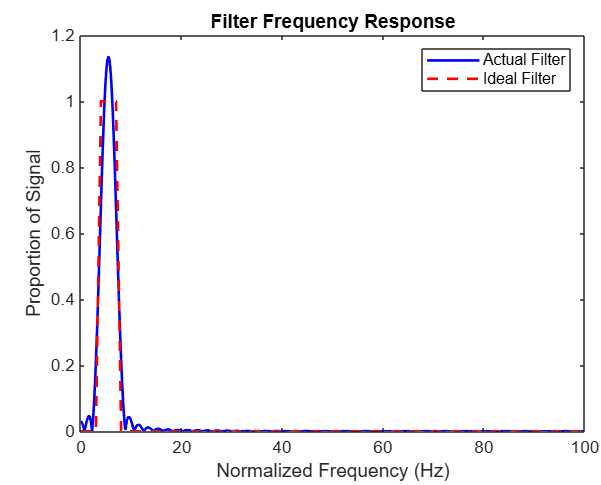 Filter Frequency Response
Actual Filter
Ideal Filter
Proportion of Signal
1.2
1
0.8
0.6
0.4
0.2
0
0 20 40 60 80 100
Normalized Frequency (Hz)